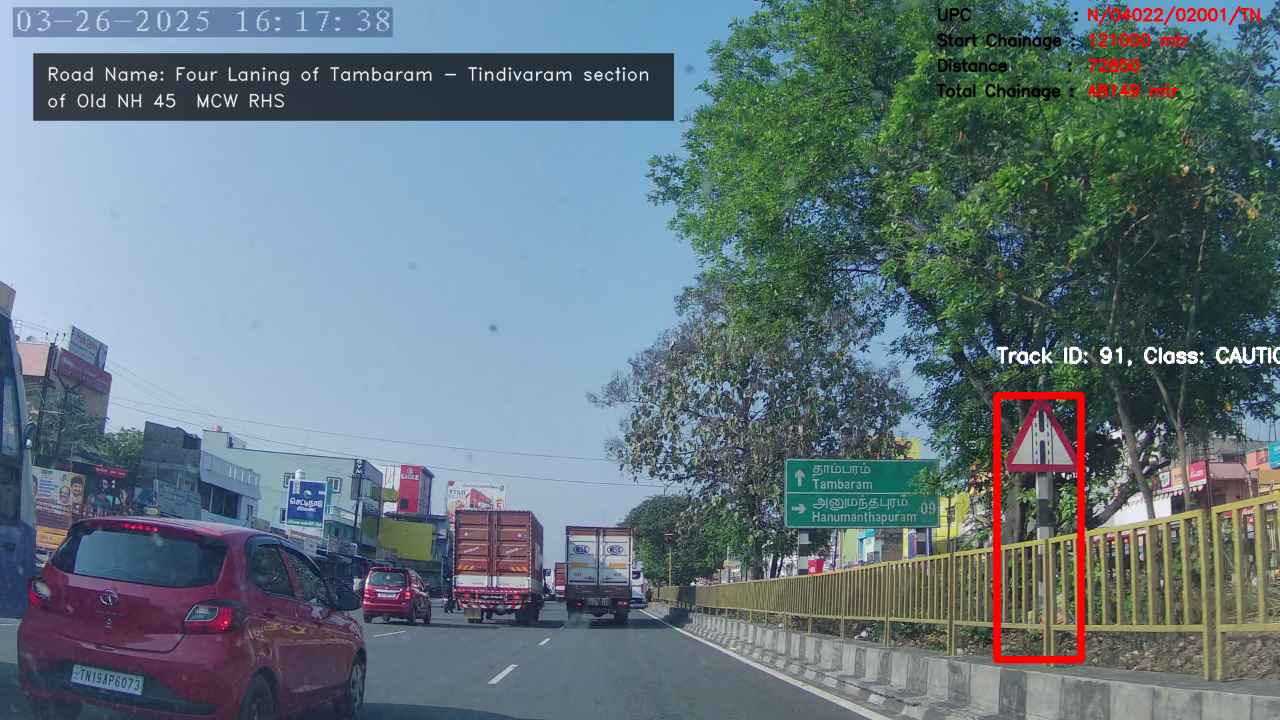 03-26-2025 16:17:38
UPC : N/04022/02001/TN
Start Chainage : 121000 mtr
Distance : 72850
Total Chainage : 48149 mtr
Road Name: Four Laning of Tambaram - Tindivaram section
of Old NH 45 MCW RHS
Track ID: 91, Class: CAUTIO
தாம்பரம்
Tambaram
அனுமந்தபுரம்
Hanumanthapuram 09
EAGLE
TN19AP6073